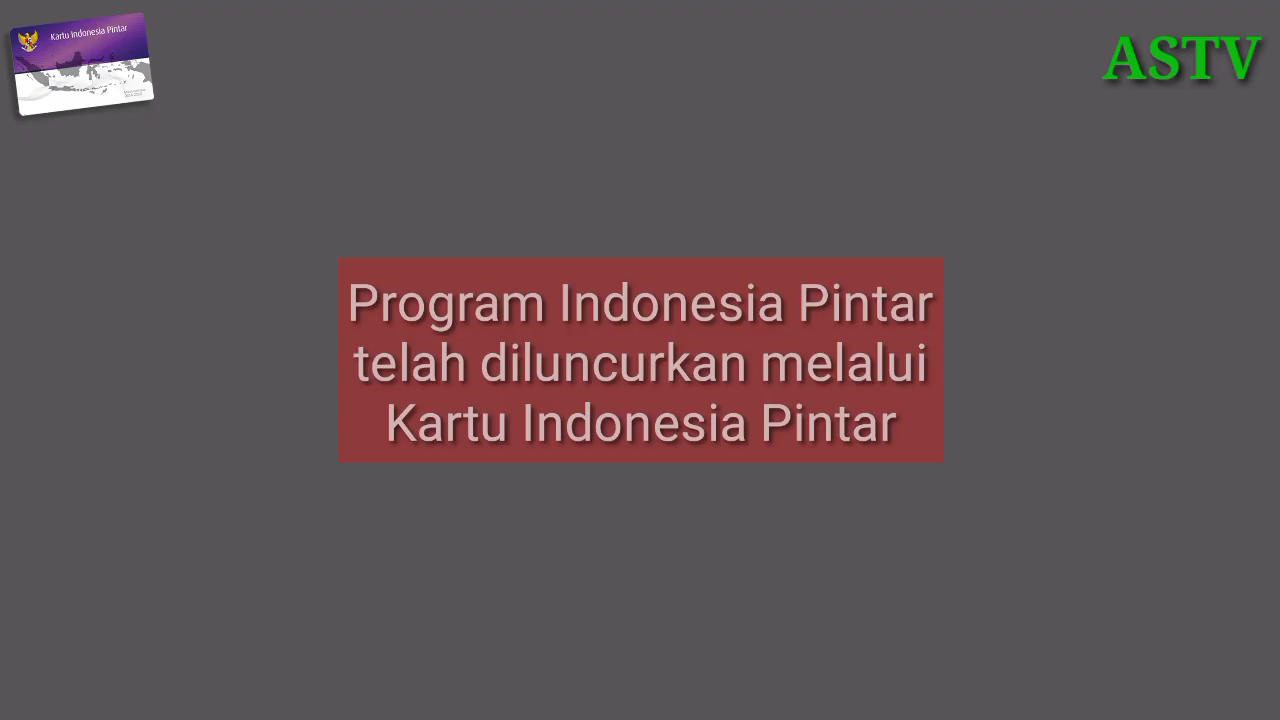 Kartu Indonesia Pintar
ASTV
Program Indonesia Pintar
telah diluncurkan melalui
Kartu Indonesia Pintar